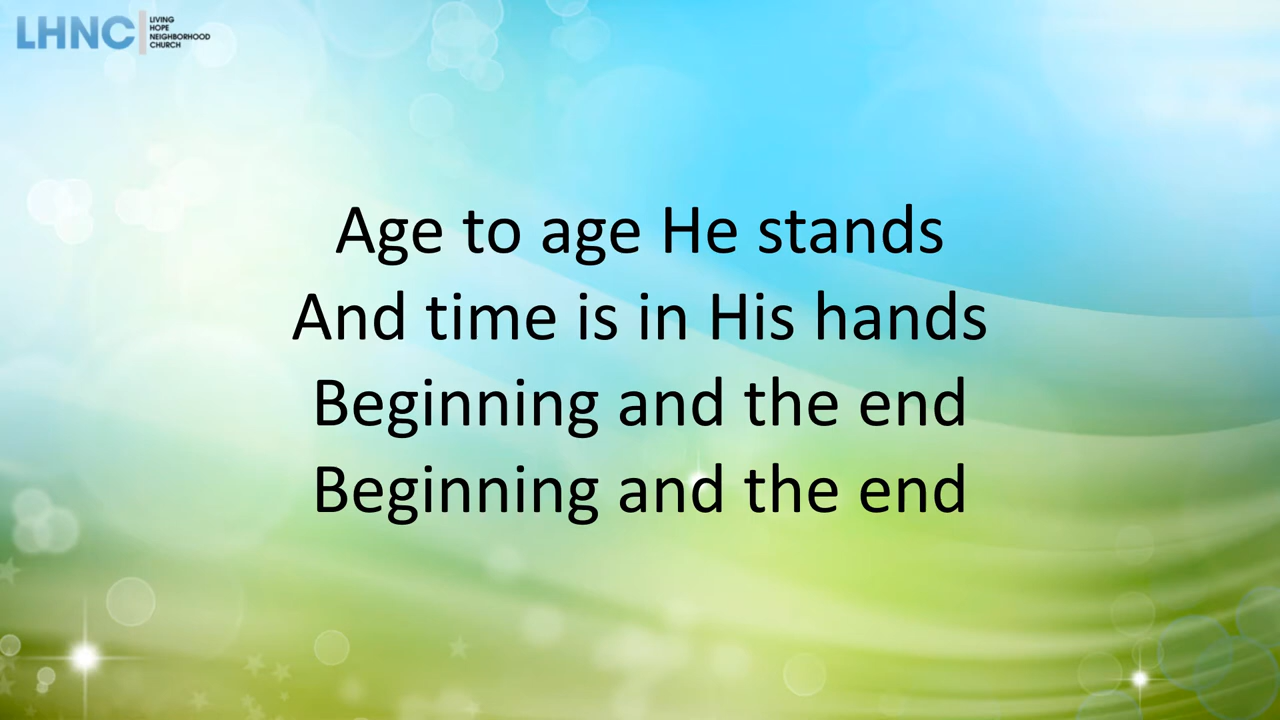 LHNC
LIVING
HOPE
NEIGHBORHOOD
CHURCH
Age to age He stands
And time is in His hands
Beginning and the end
Beginning and the end